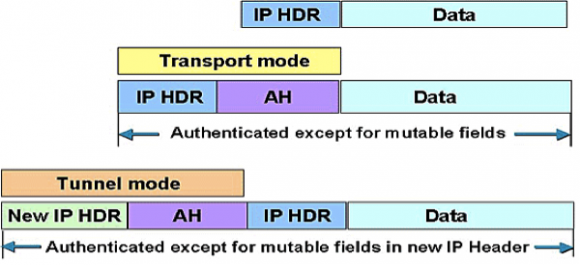 IP HDR Data
Transport mode
IP HDR AH Data
Authenticated except for mutable fields
Tunnel mode
New IP HDR AH IP HDR Data
Authenticated except for mutable fields in new IP Header